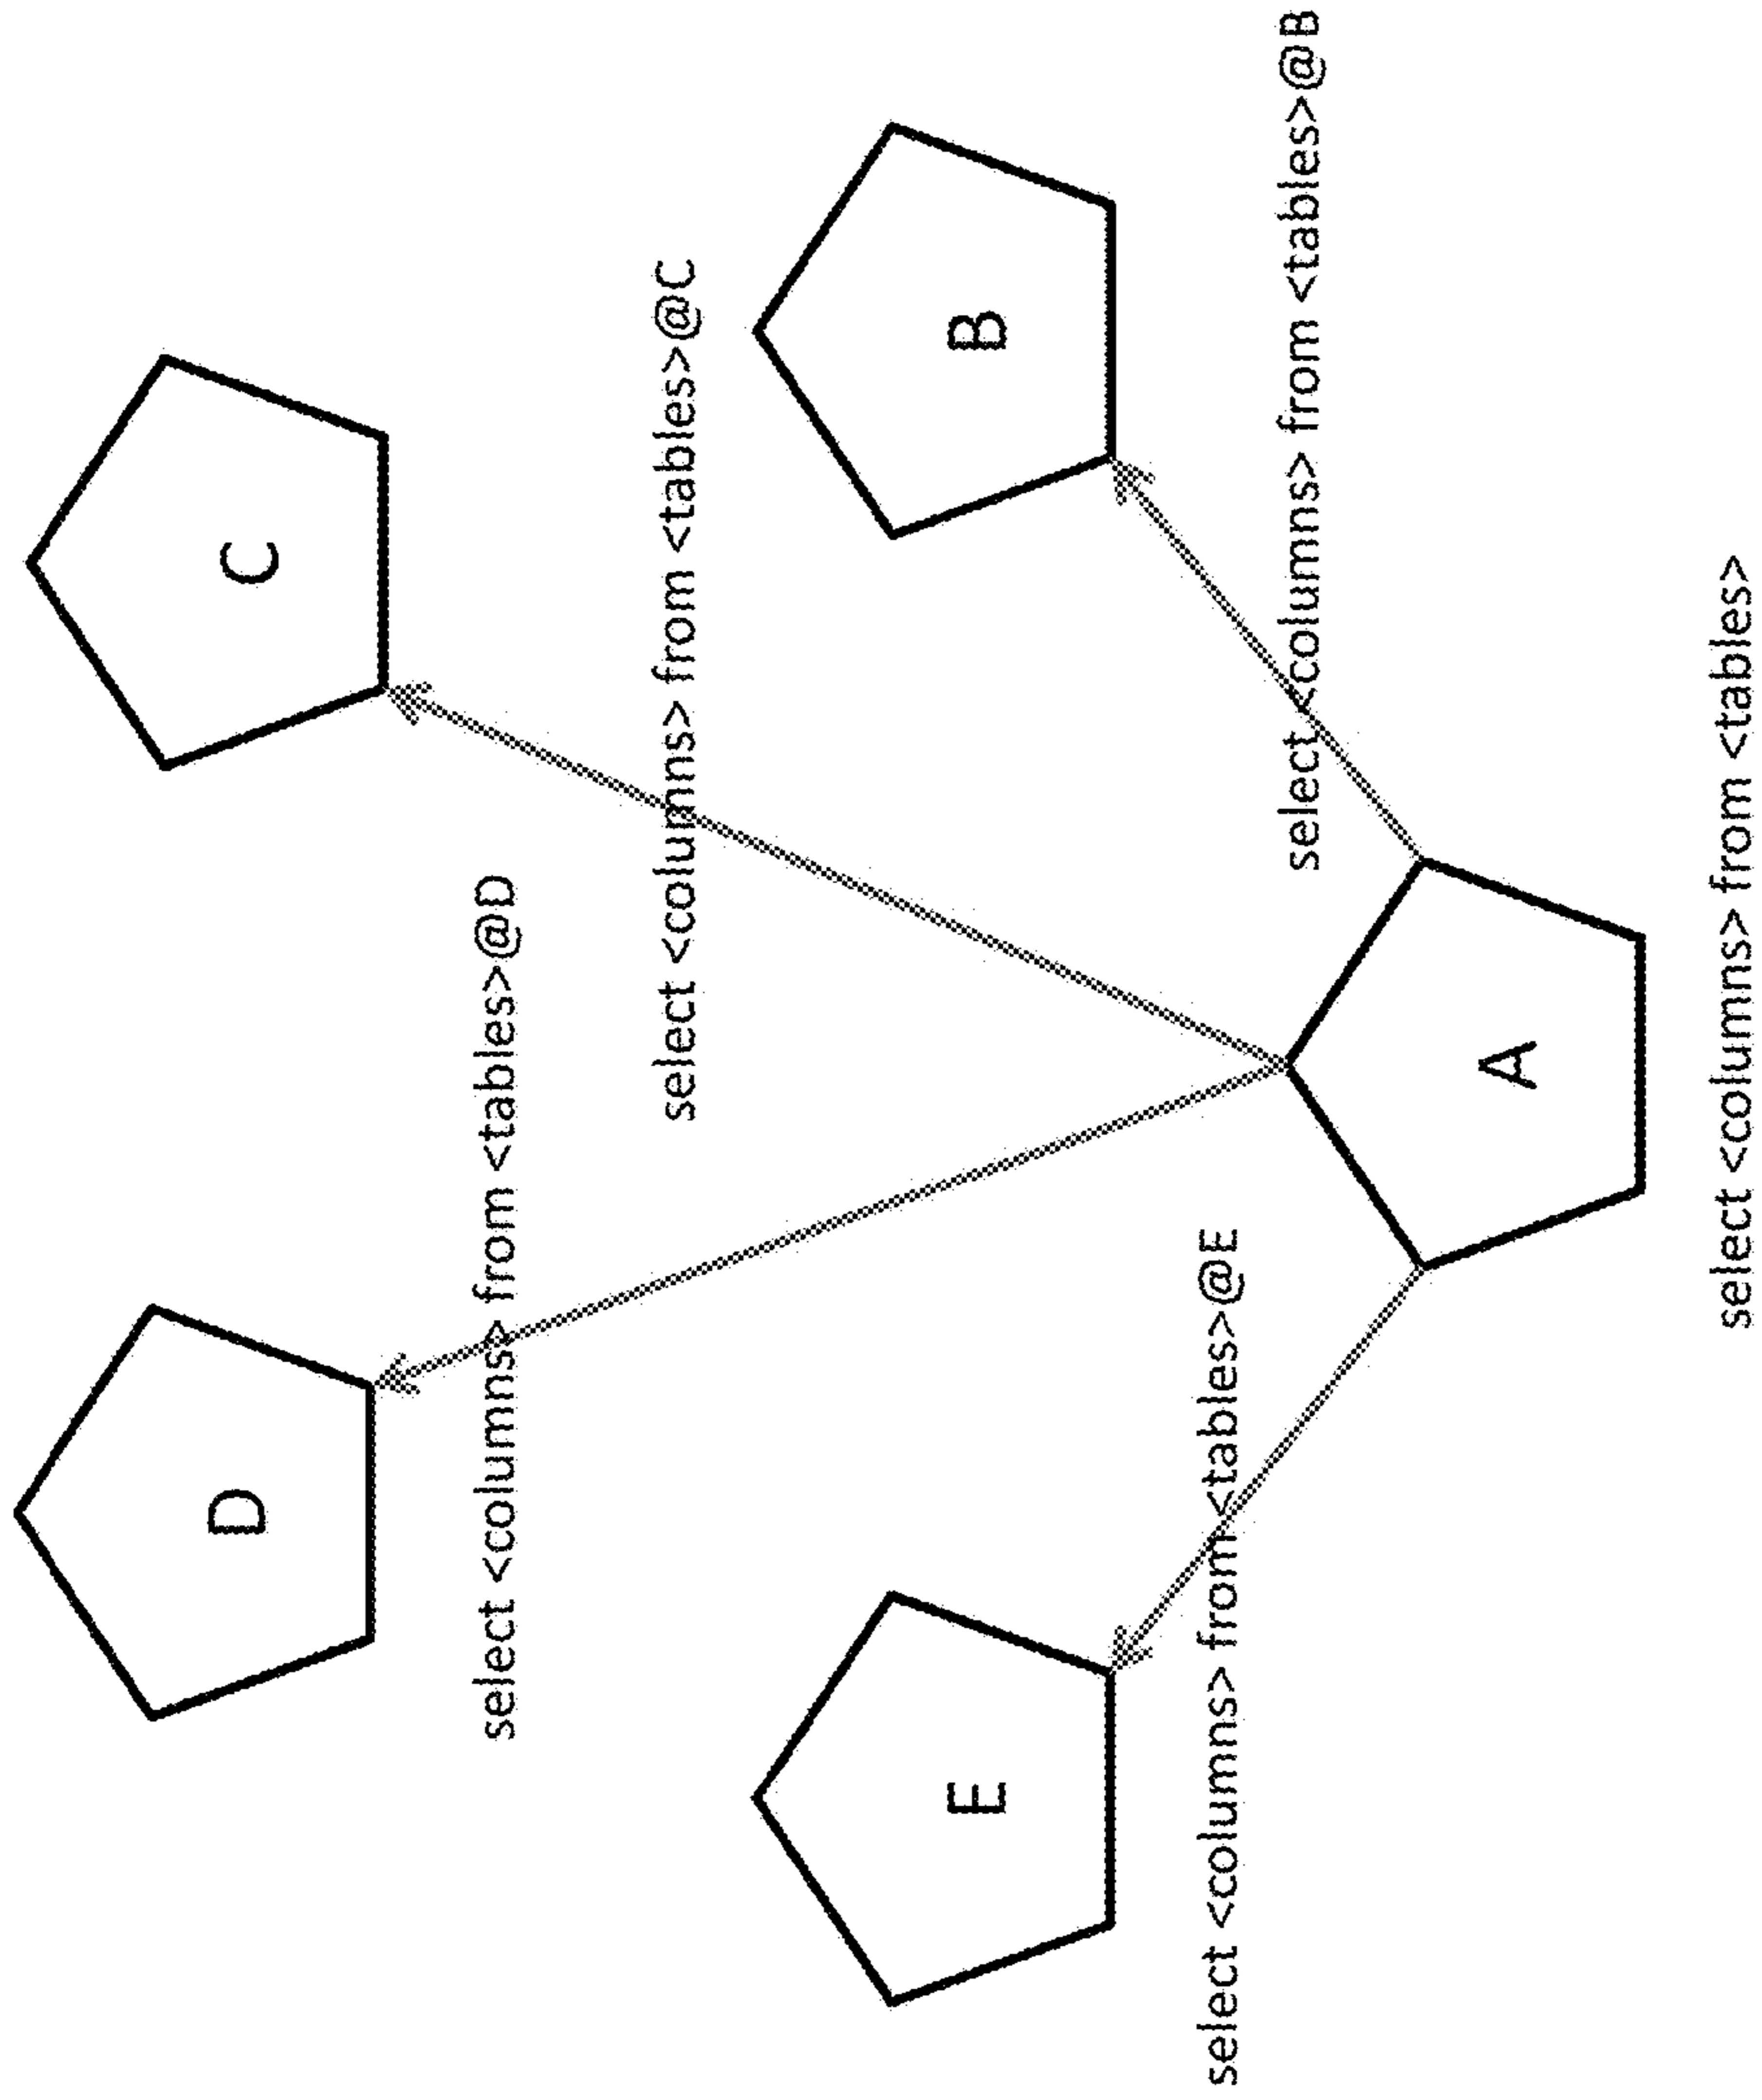 D
select <columns> from <tables>@D
C
select <columns> from <tables>@C
E
select <columns> from <tables>@E
B
select <columns> from <tables>@B
A
select <columns> from <tables>